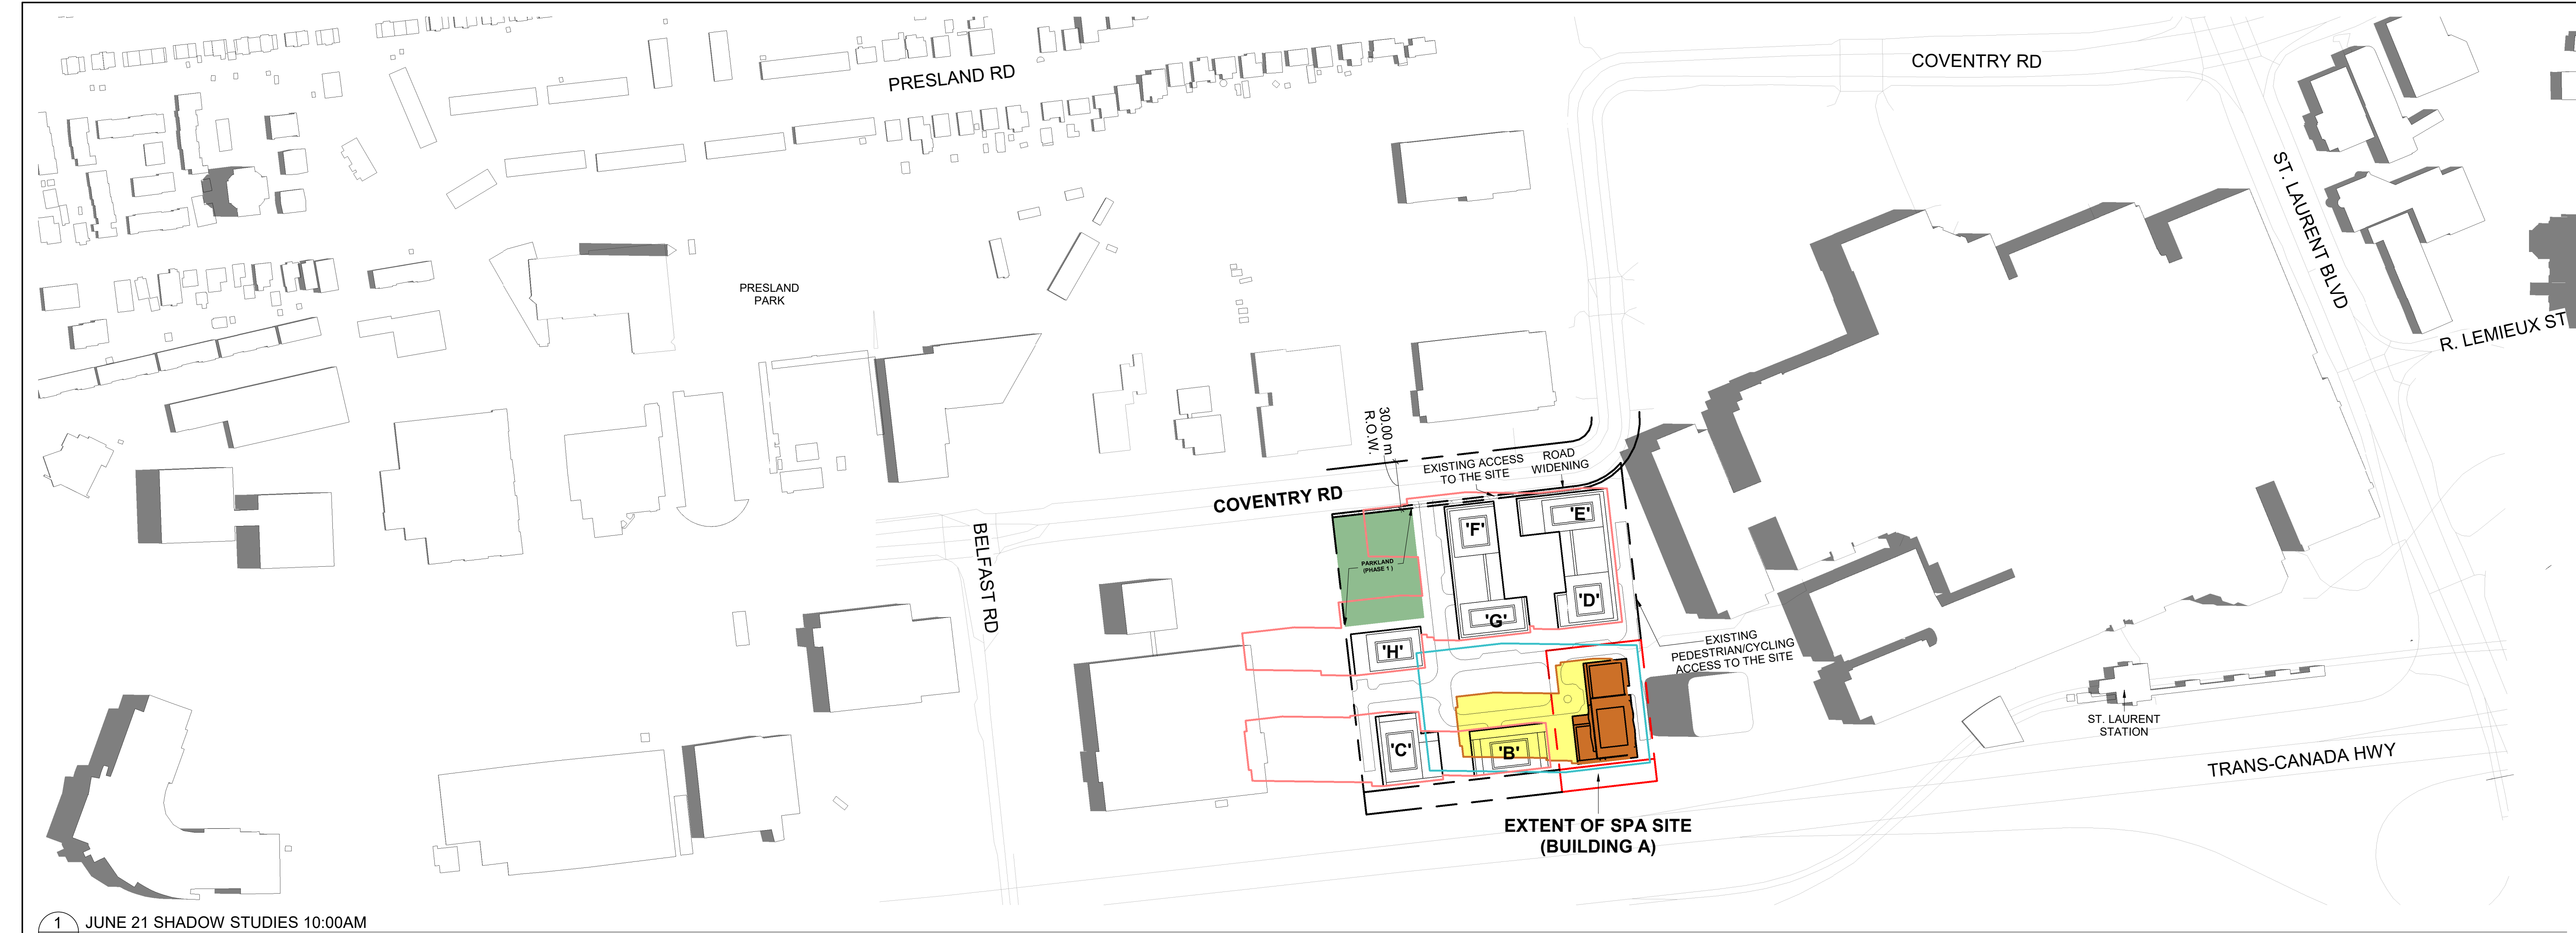 PRESLAND RD
COVENTRY RD
ST. LAURENT BLVD
R. LEMIEUX ST
PRESLAND
PARK
30.00 m
R.O.W.
EXISTING ACCESS
TO THE SITE
ROAD
WIDENING
COVENTRY RD
BELFAST RD
'F'
'E'
PARKLAND
(PHASE 1 )
'G'
'D'
'H'
EXISTING
PEDESTRIAN/CYCLING
ACCESS TO THE SITE
'C'
'B'
ST. LAURENT
STATION
TRANS-CANADA HWY
EXTENT OF SPA SITE
(BUILDING A)
1
JUNE 21 SHADOW STUDIES 10:00AM